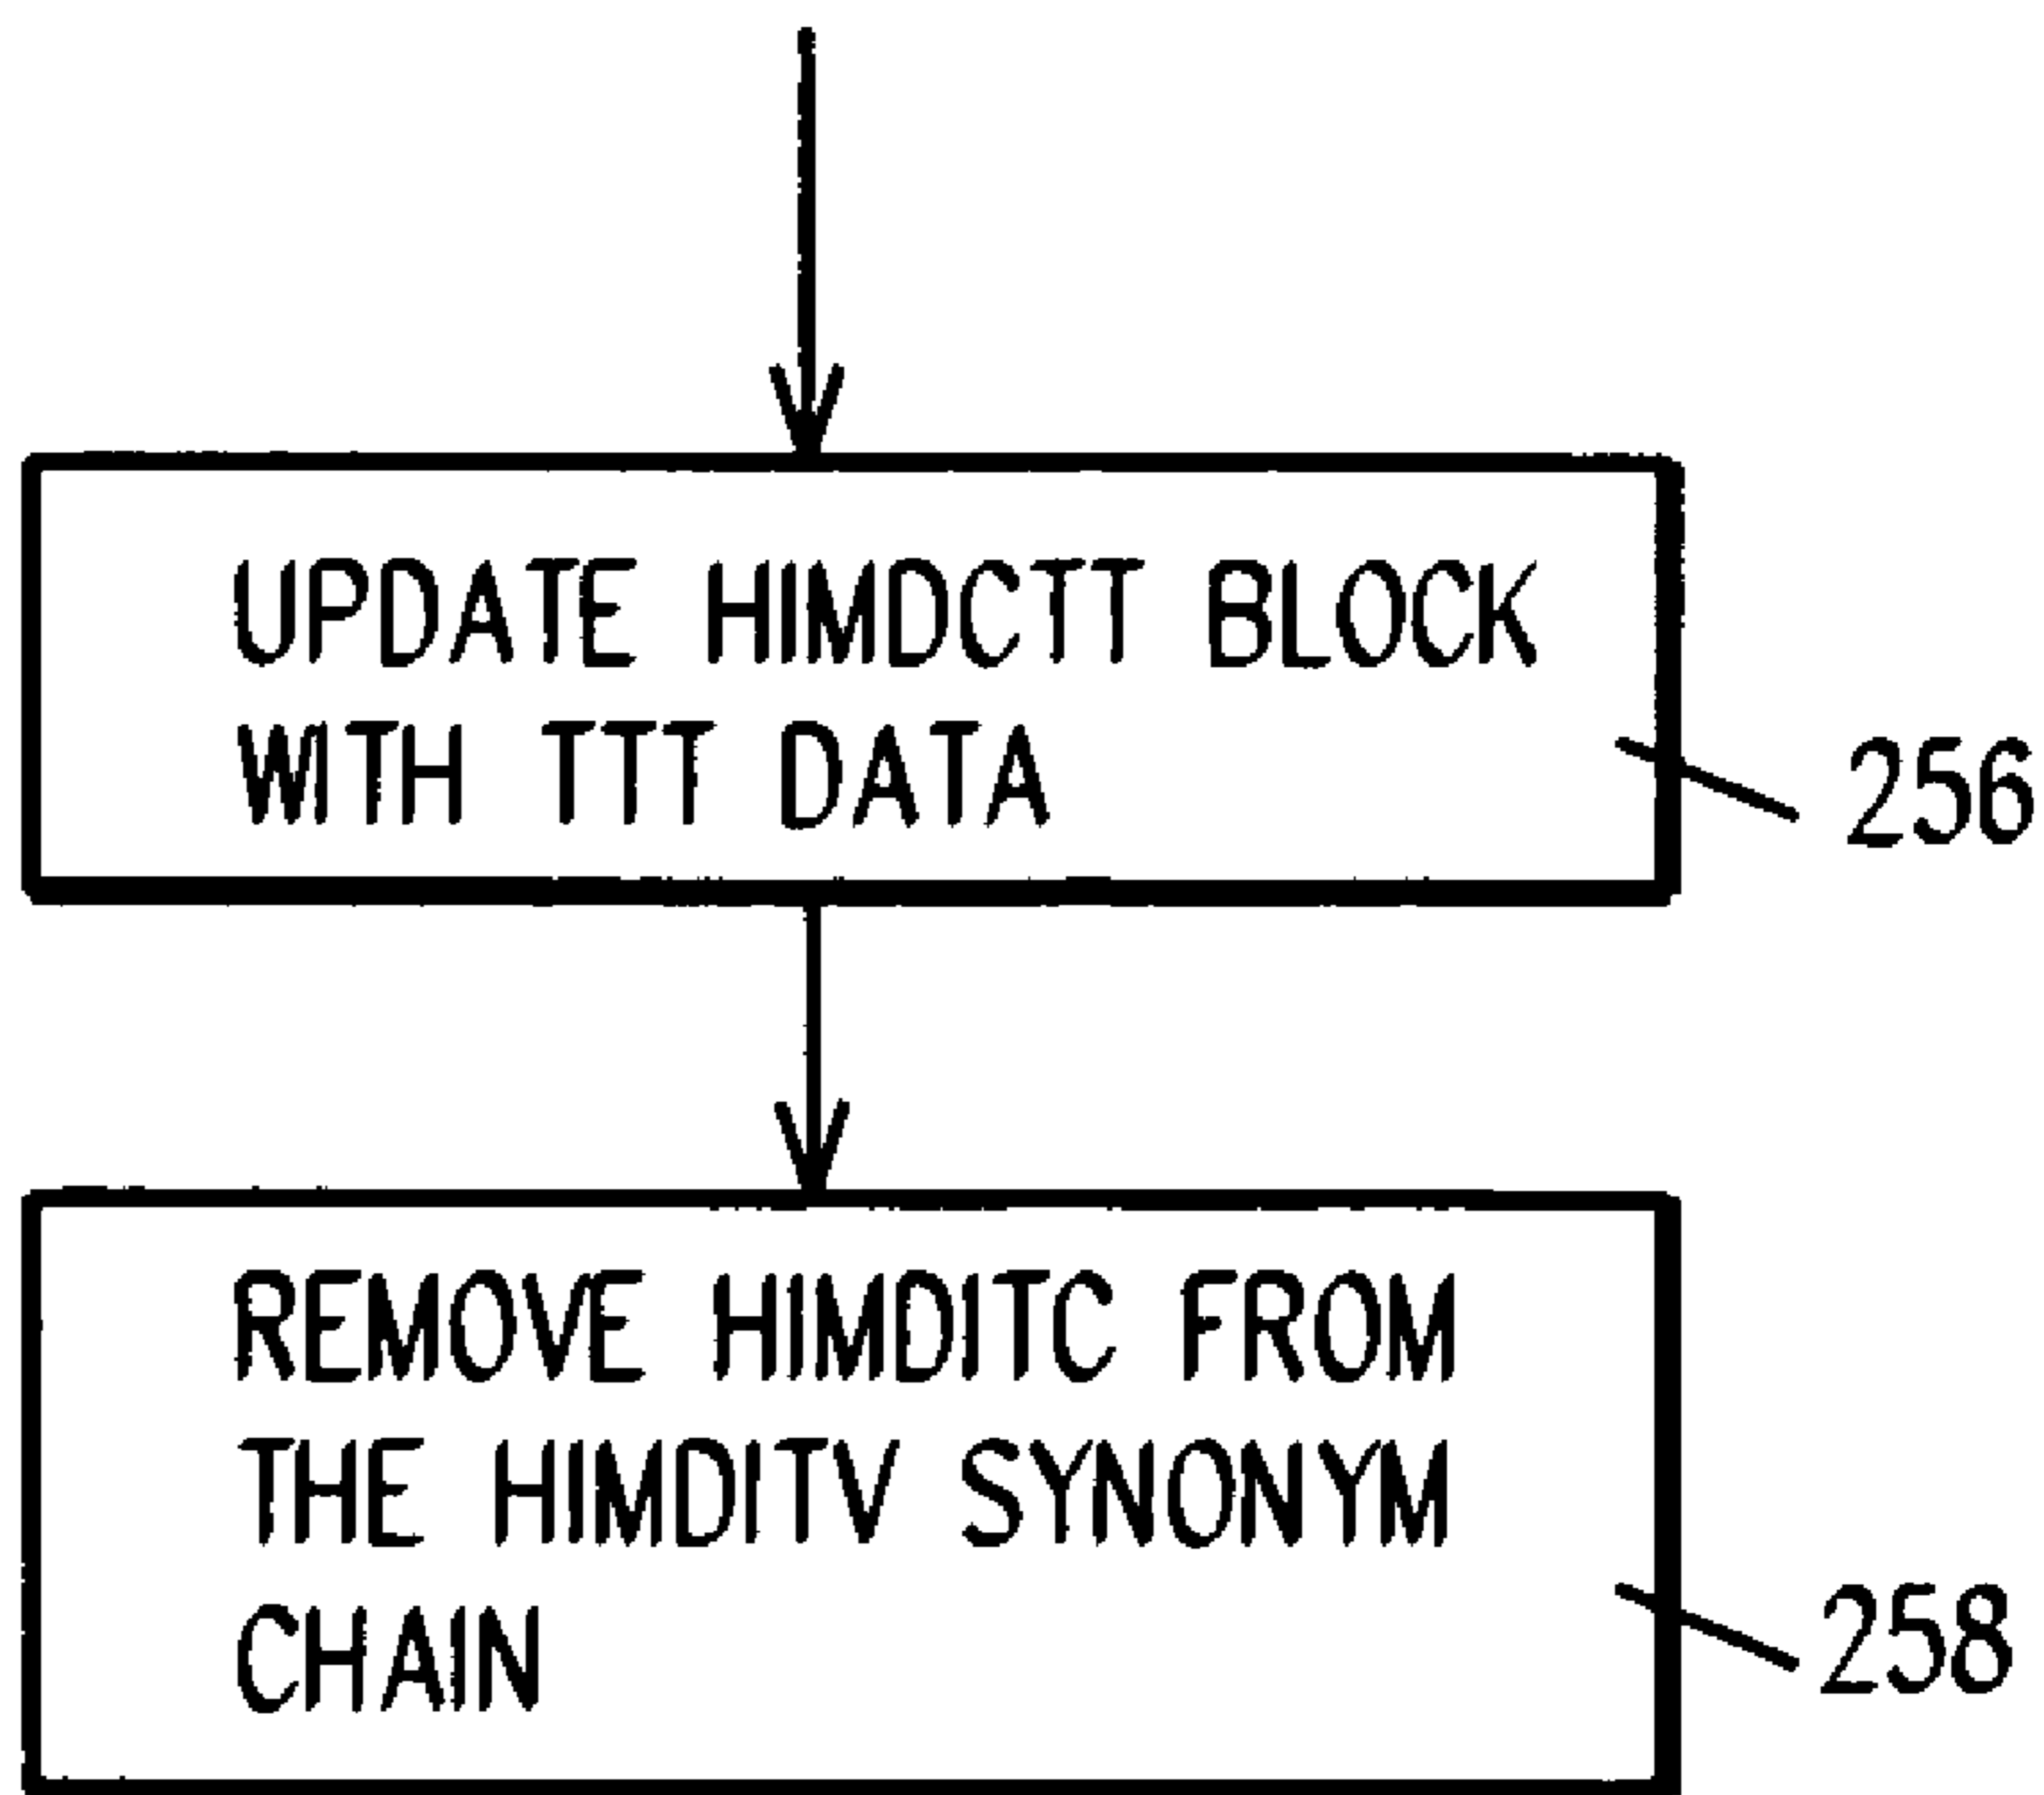 UPDATE HIMDCTT BLOCK
WITH TTT DATA
256
REMOVE HIMDITC FROM
THE HIMDITV SYNONYM
CHAIN
258